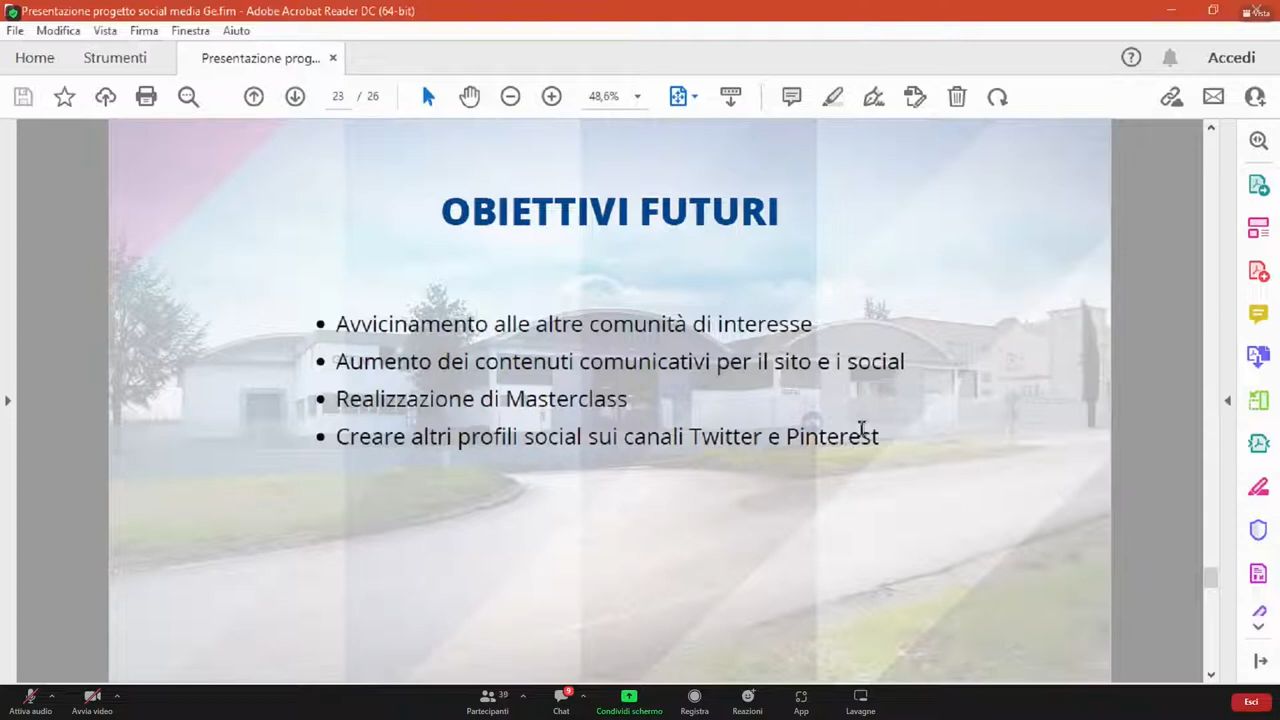 Presentazione progetto social media Ge.fim - Adobe Acrobat Reader DC (64-bit)
Vista
File Modifica Vista Firma Finestra Aiuto
Home Strumenti Presentazione prog... Accedi
23 / 26 48,6%
OBIETTIVI FUTURI
• Avvicinamento alle altre comunità di interesse
• Aumento dei contenuti comunicativi per il sito e i social
• Realizzazione di Masterclass
• Creare altri profili social sui canali Twitter e Pinterest
39 9
Attiva audio Avvia video Partecipanti Chat Condividi schermo Registra Reazioni App Lavagne Esci